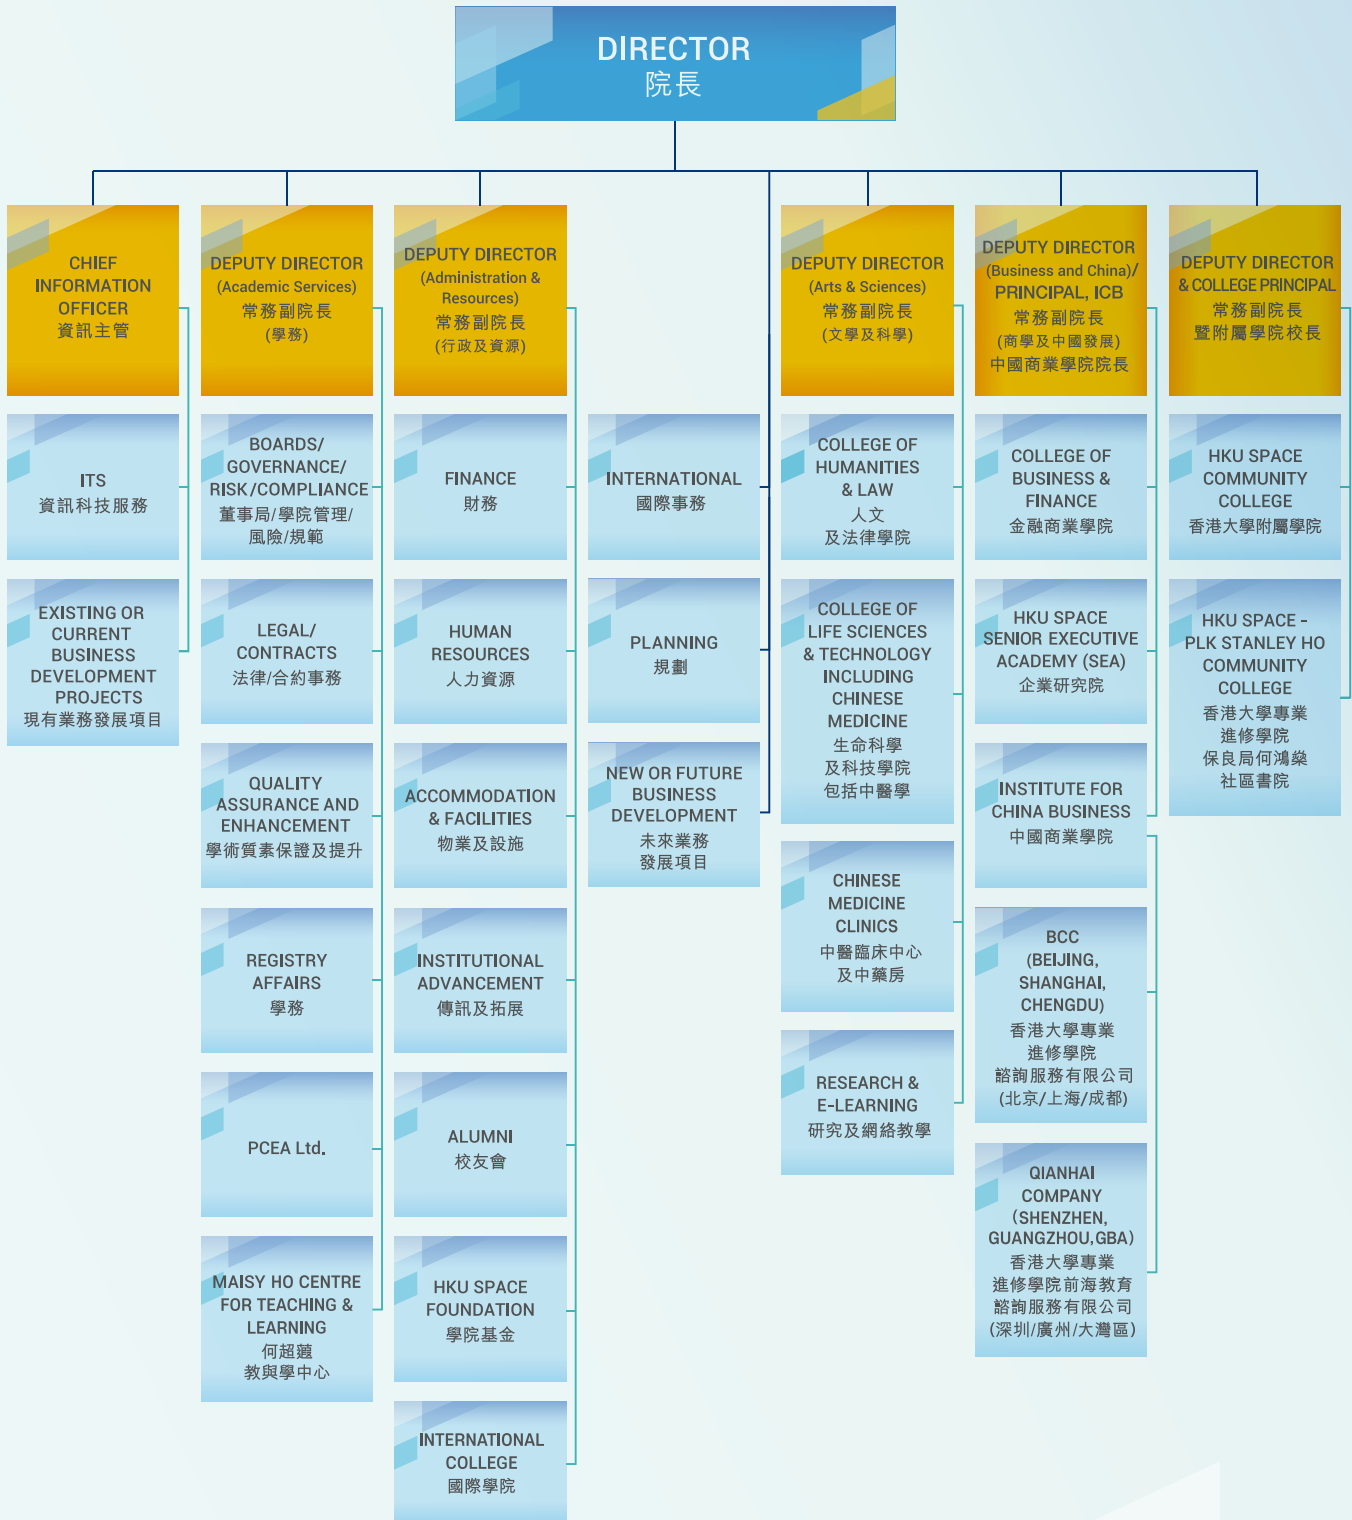 DIRECTOR
院長
CHIEF
INFORMATION
OFFICER
資訊主管
ITS
資訊科技服務
EXISTING OR
CURRENT
BUSINESS
DEVELOPMENT
PROJECTS
現有業務發展項目
DEPUTY DIRECTOR
(Academic Services)
常務副院長
(學務)
BOARDS/
GOVERNANCE/
RISK/COMPLIANCE
董事局/學院管理/
風險/規範
LEGAL/
CONTRACTS
法律/合約事務
QUALITY
ASSURANCE AND
ENHANCEMENT
學術質素保證及提升
REGISTRY
AFFAIRS
學務
PCEA Ltd.
MAISY HO CENTRE
FOR TEACHING &
LEARNING
何超蕸
教與學中心
DEPUTY DIRECTOR
(Administration &
Resources)
常務副院長
(行政及資源)
FINANCE
財務
HUMAN
RESOURCES
人力資源
ACCOMMODATION
& FACILITIES
物業及設施
INSTITUTIONAL
ADVANCEMENT
傳訊及拓展
ALUMNI
校友會
HKU SPACE
FOUNDATION
學院基金
INTERNATIONAL
COLLEGE
國際學院
INTERNATIONAL
國際事務
PLANNING
規劃
NEW OR FUTURE
BUSINESS
DEVELOPMENT
未來業務
發展項目
DEPUTY DIRECTOR
(Arts & Sciences)
常務副院長
(文學及科學)
COLLEGE OF
HUMANITIES
& LAW
人文
及法律學院
COLLEGE OF
LIFE SCIENCES
& TECHNOLOGY
INCLUDING
CHINESE
MEDICINE
生命科學
及科技學院
包括中醫學
CHINESE
MEDICINE
CLINICS
中醫臨床中心
及中藥房
RESEARCH &
E-LEARNING
研究及網絡教學
DEPUTY DIRECTOR
(Business and China)/
PRINCIPAL, ICB
常務副院長
(商學及中國發展)
中國商業學院院長
COLLEGE OF
BUSINESS &
FINANCE
金融商業學院
HKU SPACE
SENIOR EXECUTIVE
ACADEMY (SEA)
企業研究院
INSTITUTE FOR
CHINA BUSINESS
中國商業學院
BCC
(BEIJING,
SHANGHAI,
CHENGDU)
香港大學專業
進修學院
諮詢服務有限公司
(北京/上海/成都)
QIANHAI
COMPANY
(SHENZHEN,
GUANGZHOU,GBA)
香港大學專業
進修學院前海教育
諮詢服務有限公司
(深圳/廣州/大灣區)
DEPUTY DIRECTOR
& COLLEGE PRINCIPAL
常務副院長
暨附屬學院校長
HKU SPACE
COMMUNITY
COLLEGE
香港大學附屬學院
HKU SPACE -
PLK STANLEY HO
COMMUNITY
COLLEGE
香港大學專業
進修學院
保良局何鴻燊
社區書院